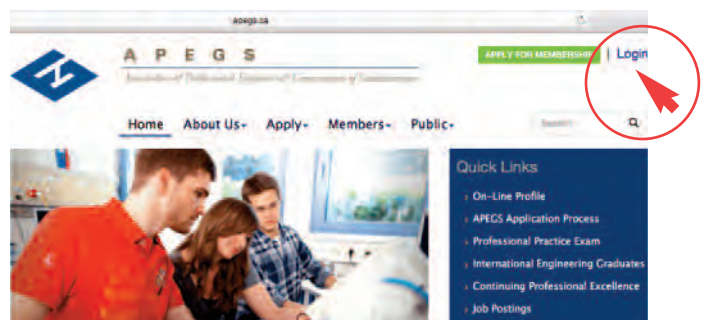 apegs.ca
A P E G S
APPLY FOR MEMBERSHIP | Login
Home About Us Apply Members Public
Search
Quick Links
› On-Line Profile
› APEGS Application Process
› Professional Practice Exam
› International Engineering Graduates
› Continuing Professional Excellence
› Job Postings